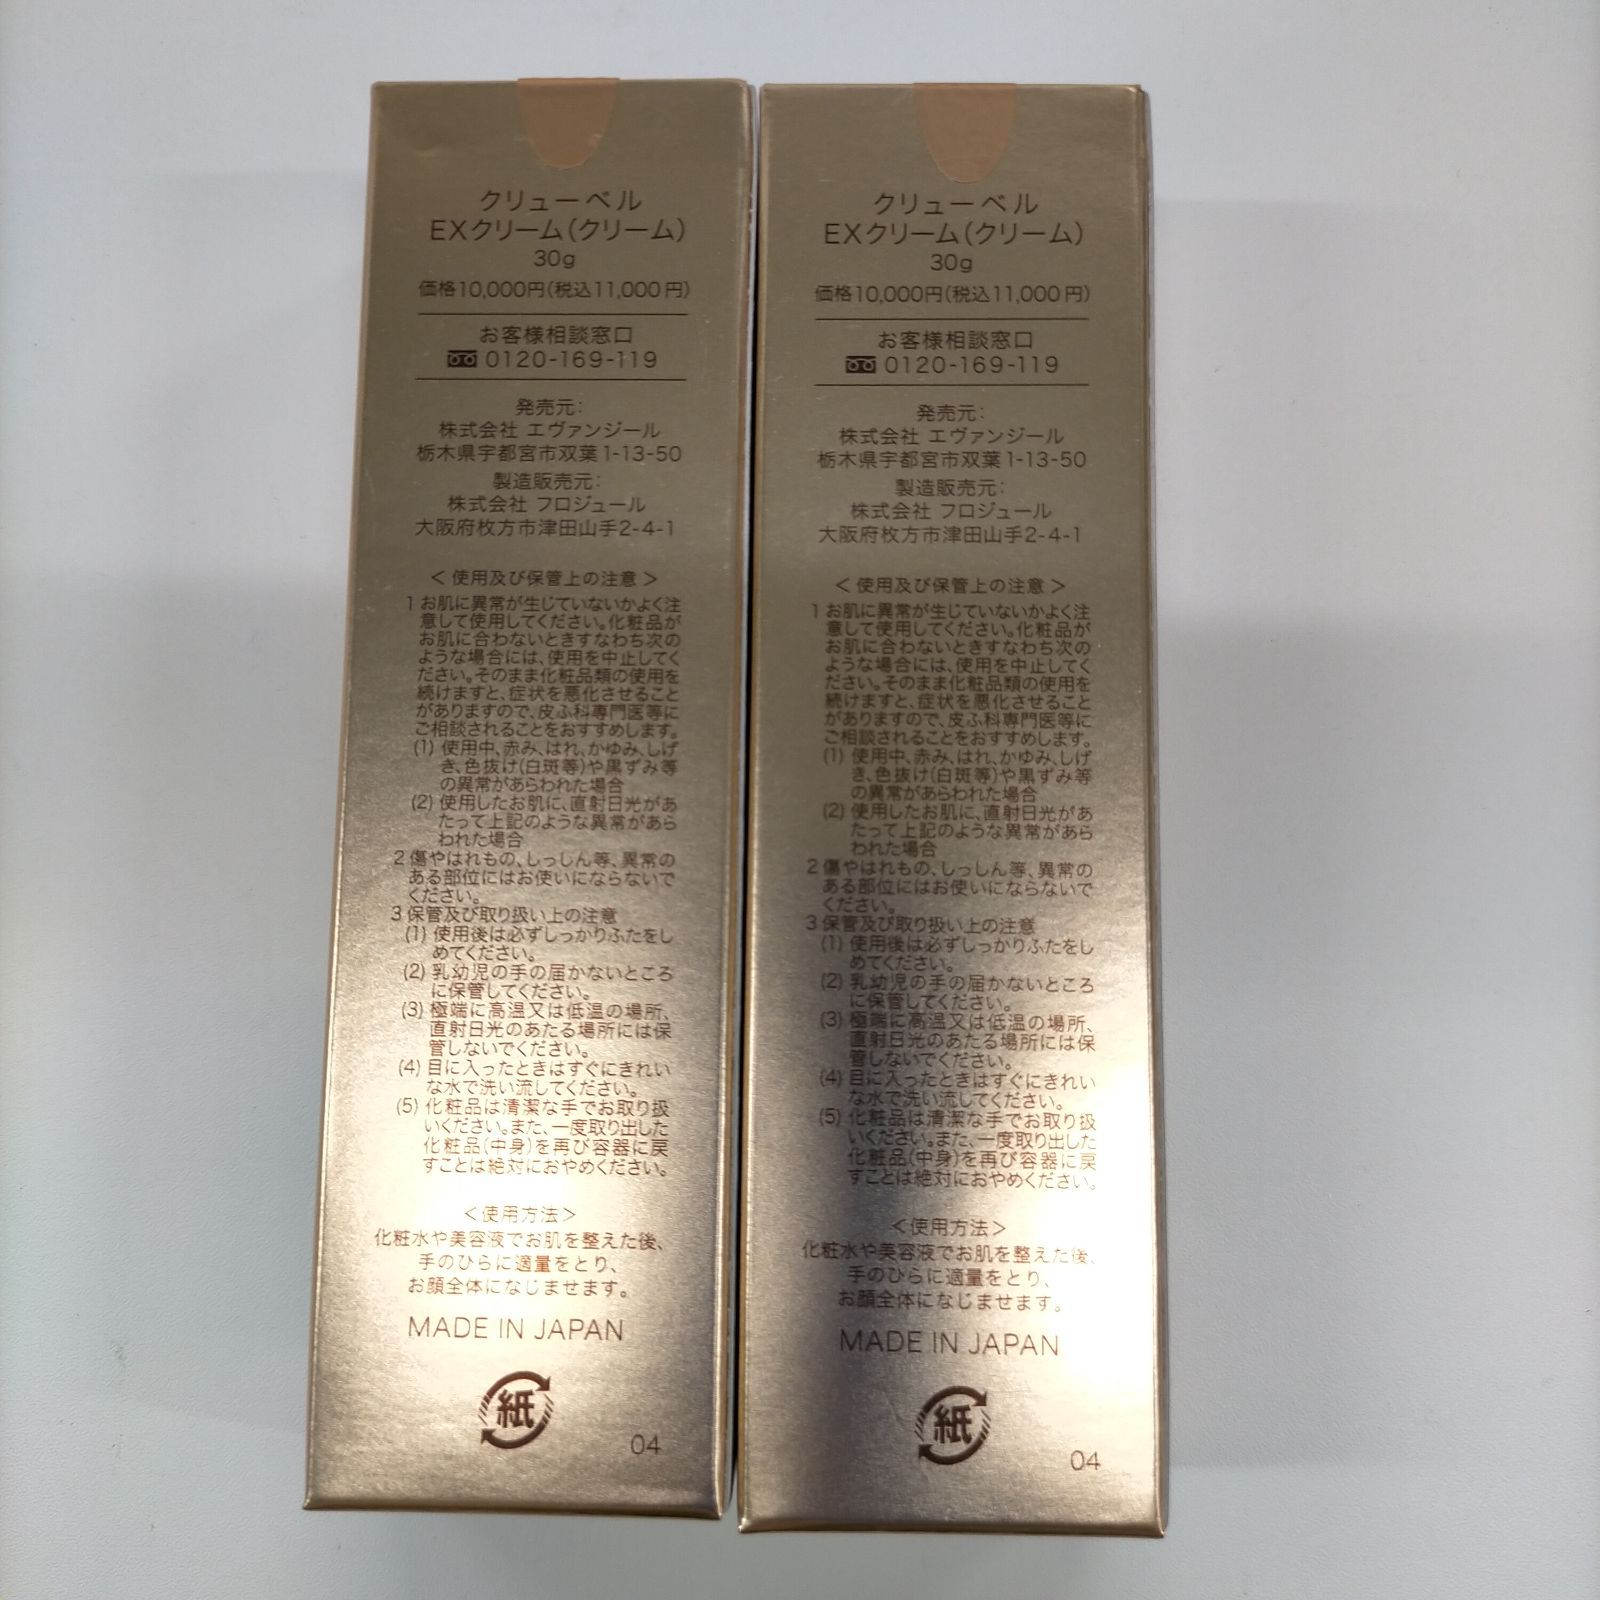 クリューベル
EXクリーム(クリーム)
30g
価格10,000円(税込11,000円)
お客様相談窓口
0120-169-119
発売元:
株式会社 エヴァンジール
栃木県宇都宮市双葉1-13-50
製造販売元:
株式会社 フロジュール
大阪府枚方市津田山手2-4-1
<使用及び保管上の注意>
1 お肌に異常が生じていないかよく注
意して使用してください。化粧品が
お肌に合わないときすなわち次の
ような場合には、使用を中止してく
ださい。そのまま化粧品類の使用を
続けますと、症状を悪化させること
がありますので、皮ふ科専門医等に
ご相談されることをおすすめします。
(1) 使用中、赤み、はれ、かゆみ、しげ
き、色抜け(白斑等)や黒ずみ等
の異常があらわれた場合
(2) 使用したお肌に、直射日光があ
たって上記のような異常があら
われた場合
2 傷やはれもの、しっしん等、異常の
ある部位にはお使いにならないで
ください。
3 保管及び取り扱い上の注意
(1) 使用後は必ずしっかりふたをし
めてください。
(2) 乳幼児の手の届かないところ
に保管してください。
(3) 極端に高温又は低温の場所、
直射日光のあたる場所には保
管しないでください。
(4) 目に入ったときはすぐにきれい
な水で洗い流してください。
(5) 化粧品は清潔な手でお取り扱
いください。また、一度取り出した
化粧品(中身)を再び容器に戻
すことは絶対におやめください。
<使用方法>
化粧水や美容液でお肌を整えた後、
手のひらに適量をとり、
お顔全体になじませます。
MADE IN JAPAN
紙
04
クリューベル
EXクリーム(クリーム)
30g
価格10,000円(税込11,000円)
お客様相談窓口
0120-169-119
発売元:
株式会社 エヴァンジール
栃木県宇都宮市双葉1-13-50
製造販売元:
株式会社 フロジュール
大阪府枚方市津田山手2-4-1
<使用及び保管上の注意>
1 お肌に異常が生じていないかよく注
意して使用してください。化粧品が
お肌に合わないときすなわち次の
ような場合には、使用を中止してく
ださい。そのまま化粧品類の使用を
続けますと、症状を悪化させること
がありますので、皮ふ科専門医等に
ご相談されることをおすすめします。
(1) 使用中、赤み、はれ、かゆみ、しげ
き、色抜け(白斑等)や黒ずみ等
の異常があらわれた場合
(2) 使用したお肌に、直射日光があ
たって上記のような異常があら
われた場合
2 傷やはれもの、しっしん等、異常の
ある部位にはお使いにならないで
ください。
3 保管及び取り扱い上の注意
(1) 使用後は必ずしっかりふたをし
めてください。
(2) 乳幼児の手の届かないところ
に保管してください。
(3) 極端に高温又は低温の場所、
直射日光のあたる場所には保
管しないでください。
(4) 目に入ったときはすぐにきれい
な水で洗い流してください。
(5) 化粧品は清潔な手でお取り扱
いください。また、一度取り出した
化粧品(中身)を再び容器に戻
すことは絶対におやめください。
<使用方法>
化粧水や美容液でお肌を整えた後、
手のひらに適量をとり、
お顔全体になじませます。
MADE IN JAPAN
紙
04